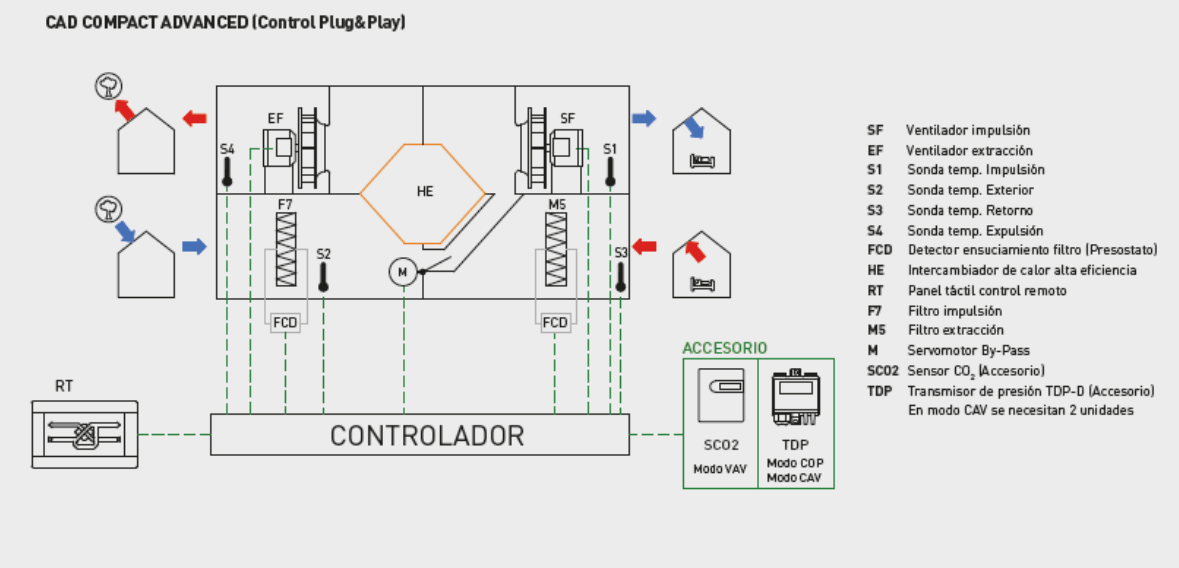 CAD COMPACT ADVANCED (Control Plug&Play)
EF
SF
S4
S1
HE
F7
M5
S2
S3
M
FCD
FCD
RT
CONTROLADOR
ACCESORIO
SCO2
Modo VAV
TDP
Modo COP
Modo CAV
SF Ventilador impulsión
EF Ventilador extracción
S1 Sonda temp. Impulsión
S2 Sonda temp. Exterior
S3 Sonda temp. Retorno
S4 Sonda temp. Expulsión
FCD Detector ensuciamiento filtro (Presostato)
HE Intercambiador de calor alta eficiencia
RT Panel táctil control remoto
F7 Filtro impulsión
M5 Filtro extracción
M Servomotor By-Pass
SCO2 Sensor CO₂ (Accesorio)
TDP Transmisor de presión TDP-D (Accesorio)
En modo CAV se necesitan 2 unidades